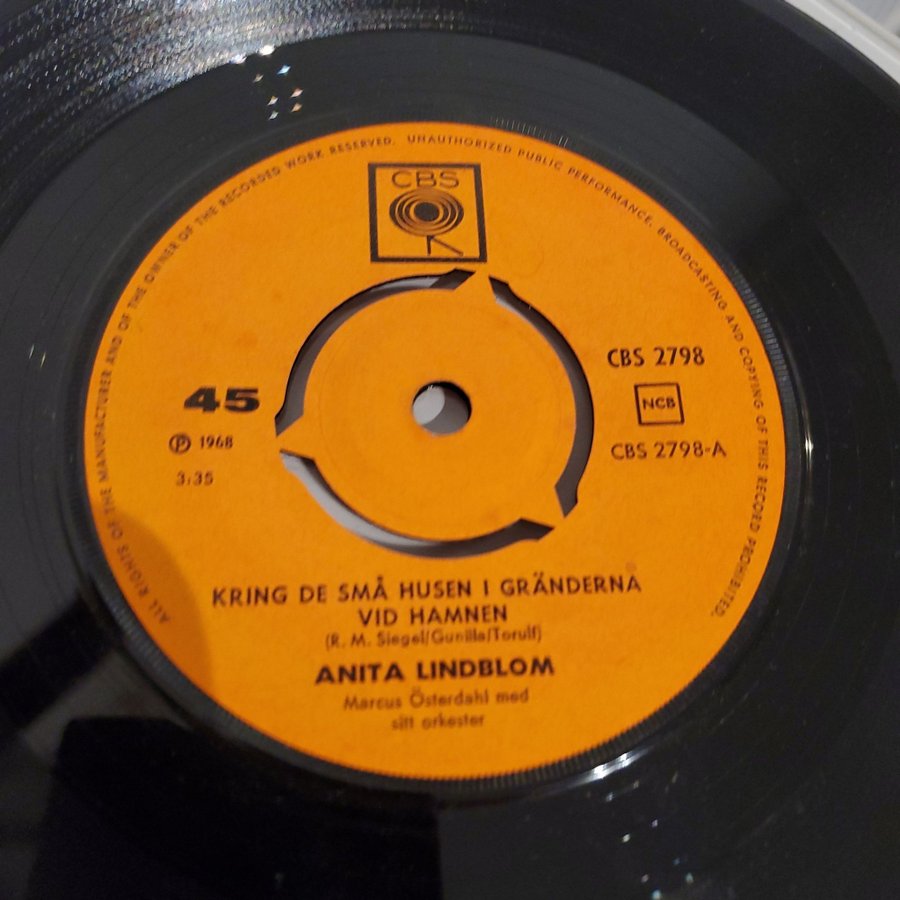 ALL RIGHTS OF THE MANUFACTURER AND OF THE OWNER OF THE RECORDED WORK RESERVED. UNAUTHORIZED PUBLIC PERFORMANCE, BROADCASTING AND COPYING OF THIS RECORD PROHIBITED.
CBS
CBS 2798
45
NCB
℗ 1968
CBS 2798-A
3:35
KRING DE SMÅ HUSEN I GRÄNDERNA
VID HAMNEN
(R. M. Siegel/Gunilla/Torulf)
ANITA LINDBLOM
Marcus Österdahl med
sitt orkester